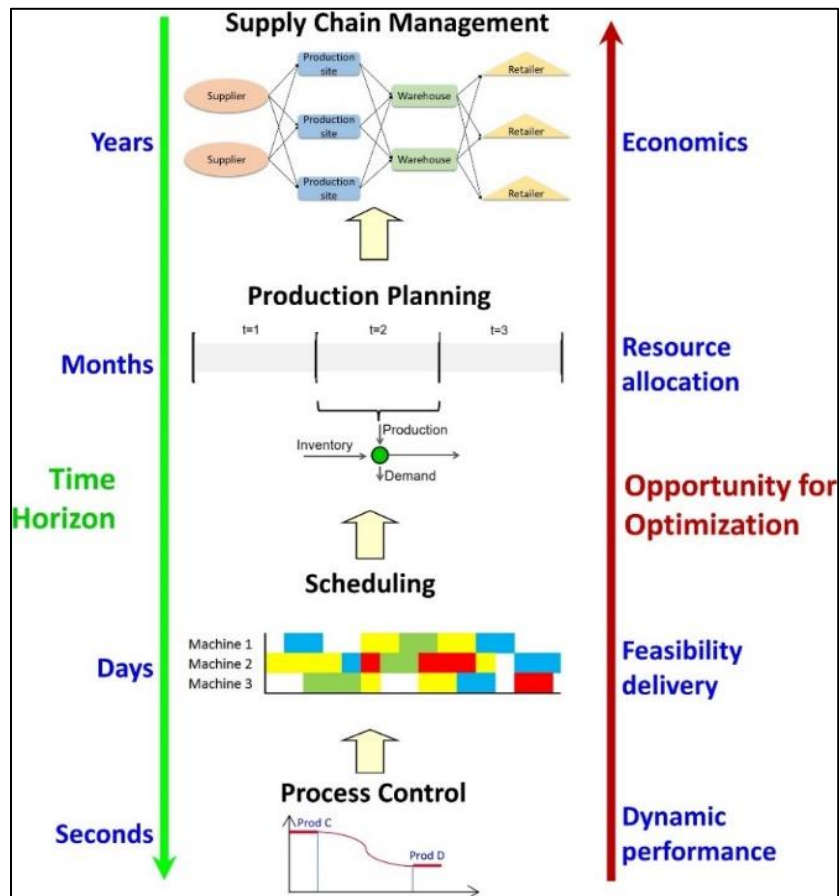 Supply Chain Management
Production
site
Retailer
Supplier
Warehouse
Years
Production
site
Retailer
Economics
Supplier
Warehouse
Production
site
Retailer
Production Planning
t=1
t=2
t=3
Months
Resource
allocation
Production
Inventory
Demand
Time
Horizon
Opportunity for
Optimization
Scheduling
Machine 1
Machine 2
Machine 3
Days
Feasibility
delivery
Process Control
Prod C
Prod D
Seconds
Dynamic
performance